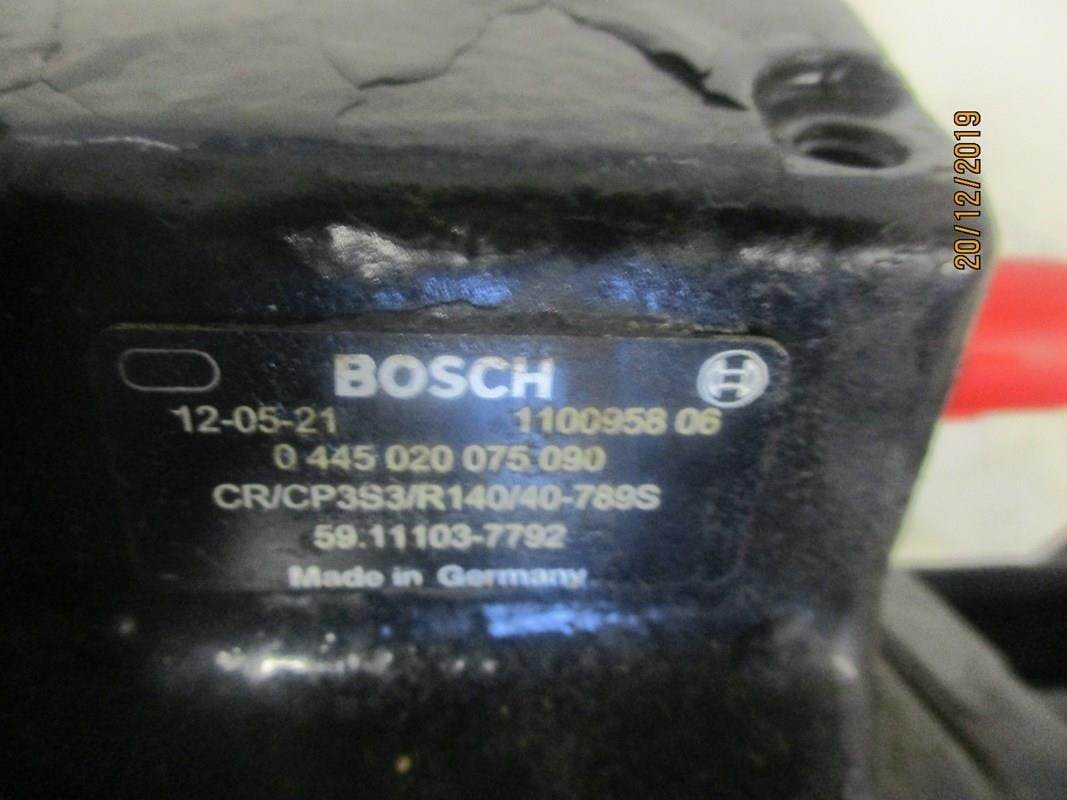 BOSCH
12-05-21 1100958 06
0 445 020 075 090
CR/CP3S3/R140/40-789S
59.11103-7792
Made in Germany
20/12/2019